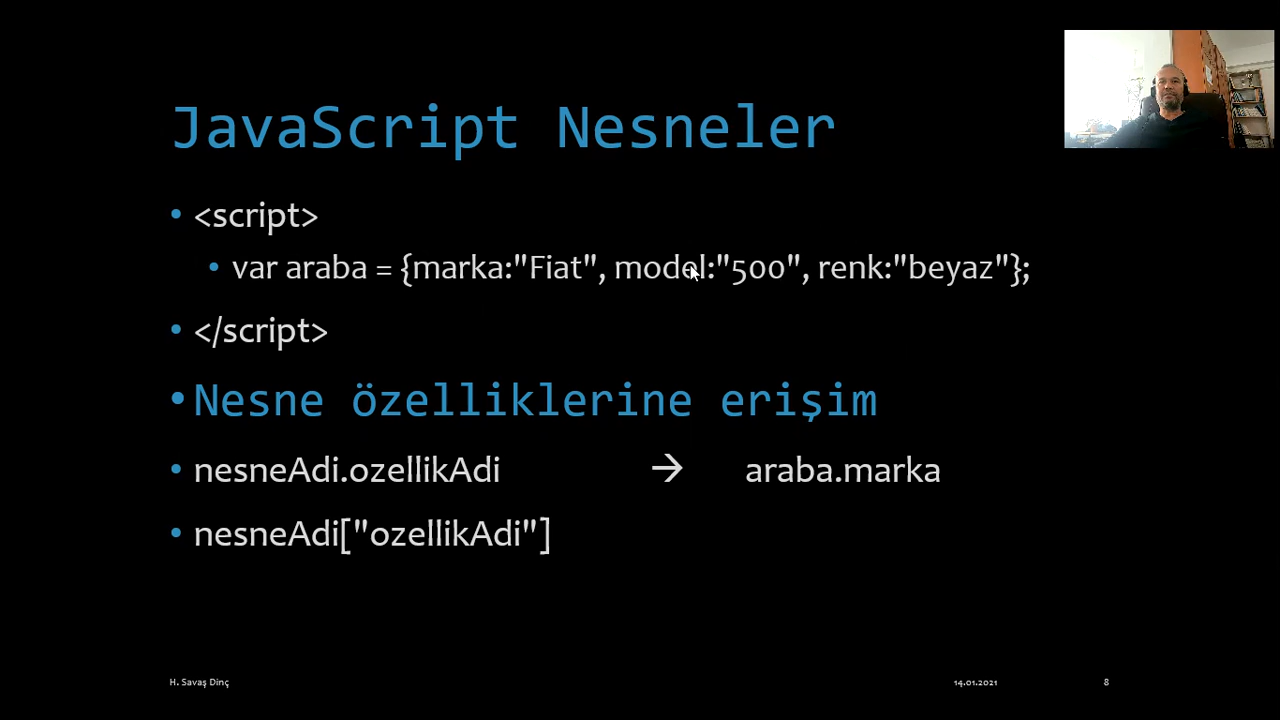 JavaScript Nesneler
• <script>
• var araba = {marka:"Fiat", model:"500", renk:"beyaz"};
• </script>
• Nesne özelliklerine erişim
• nesneAdi.ozellikAdi → araba.marka
• nesneAdi["ozellikAdi"]
H. Savaş Dinç 14.01.2021 8